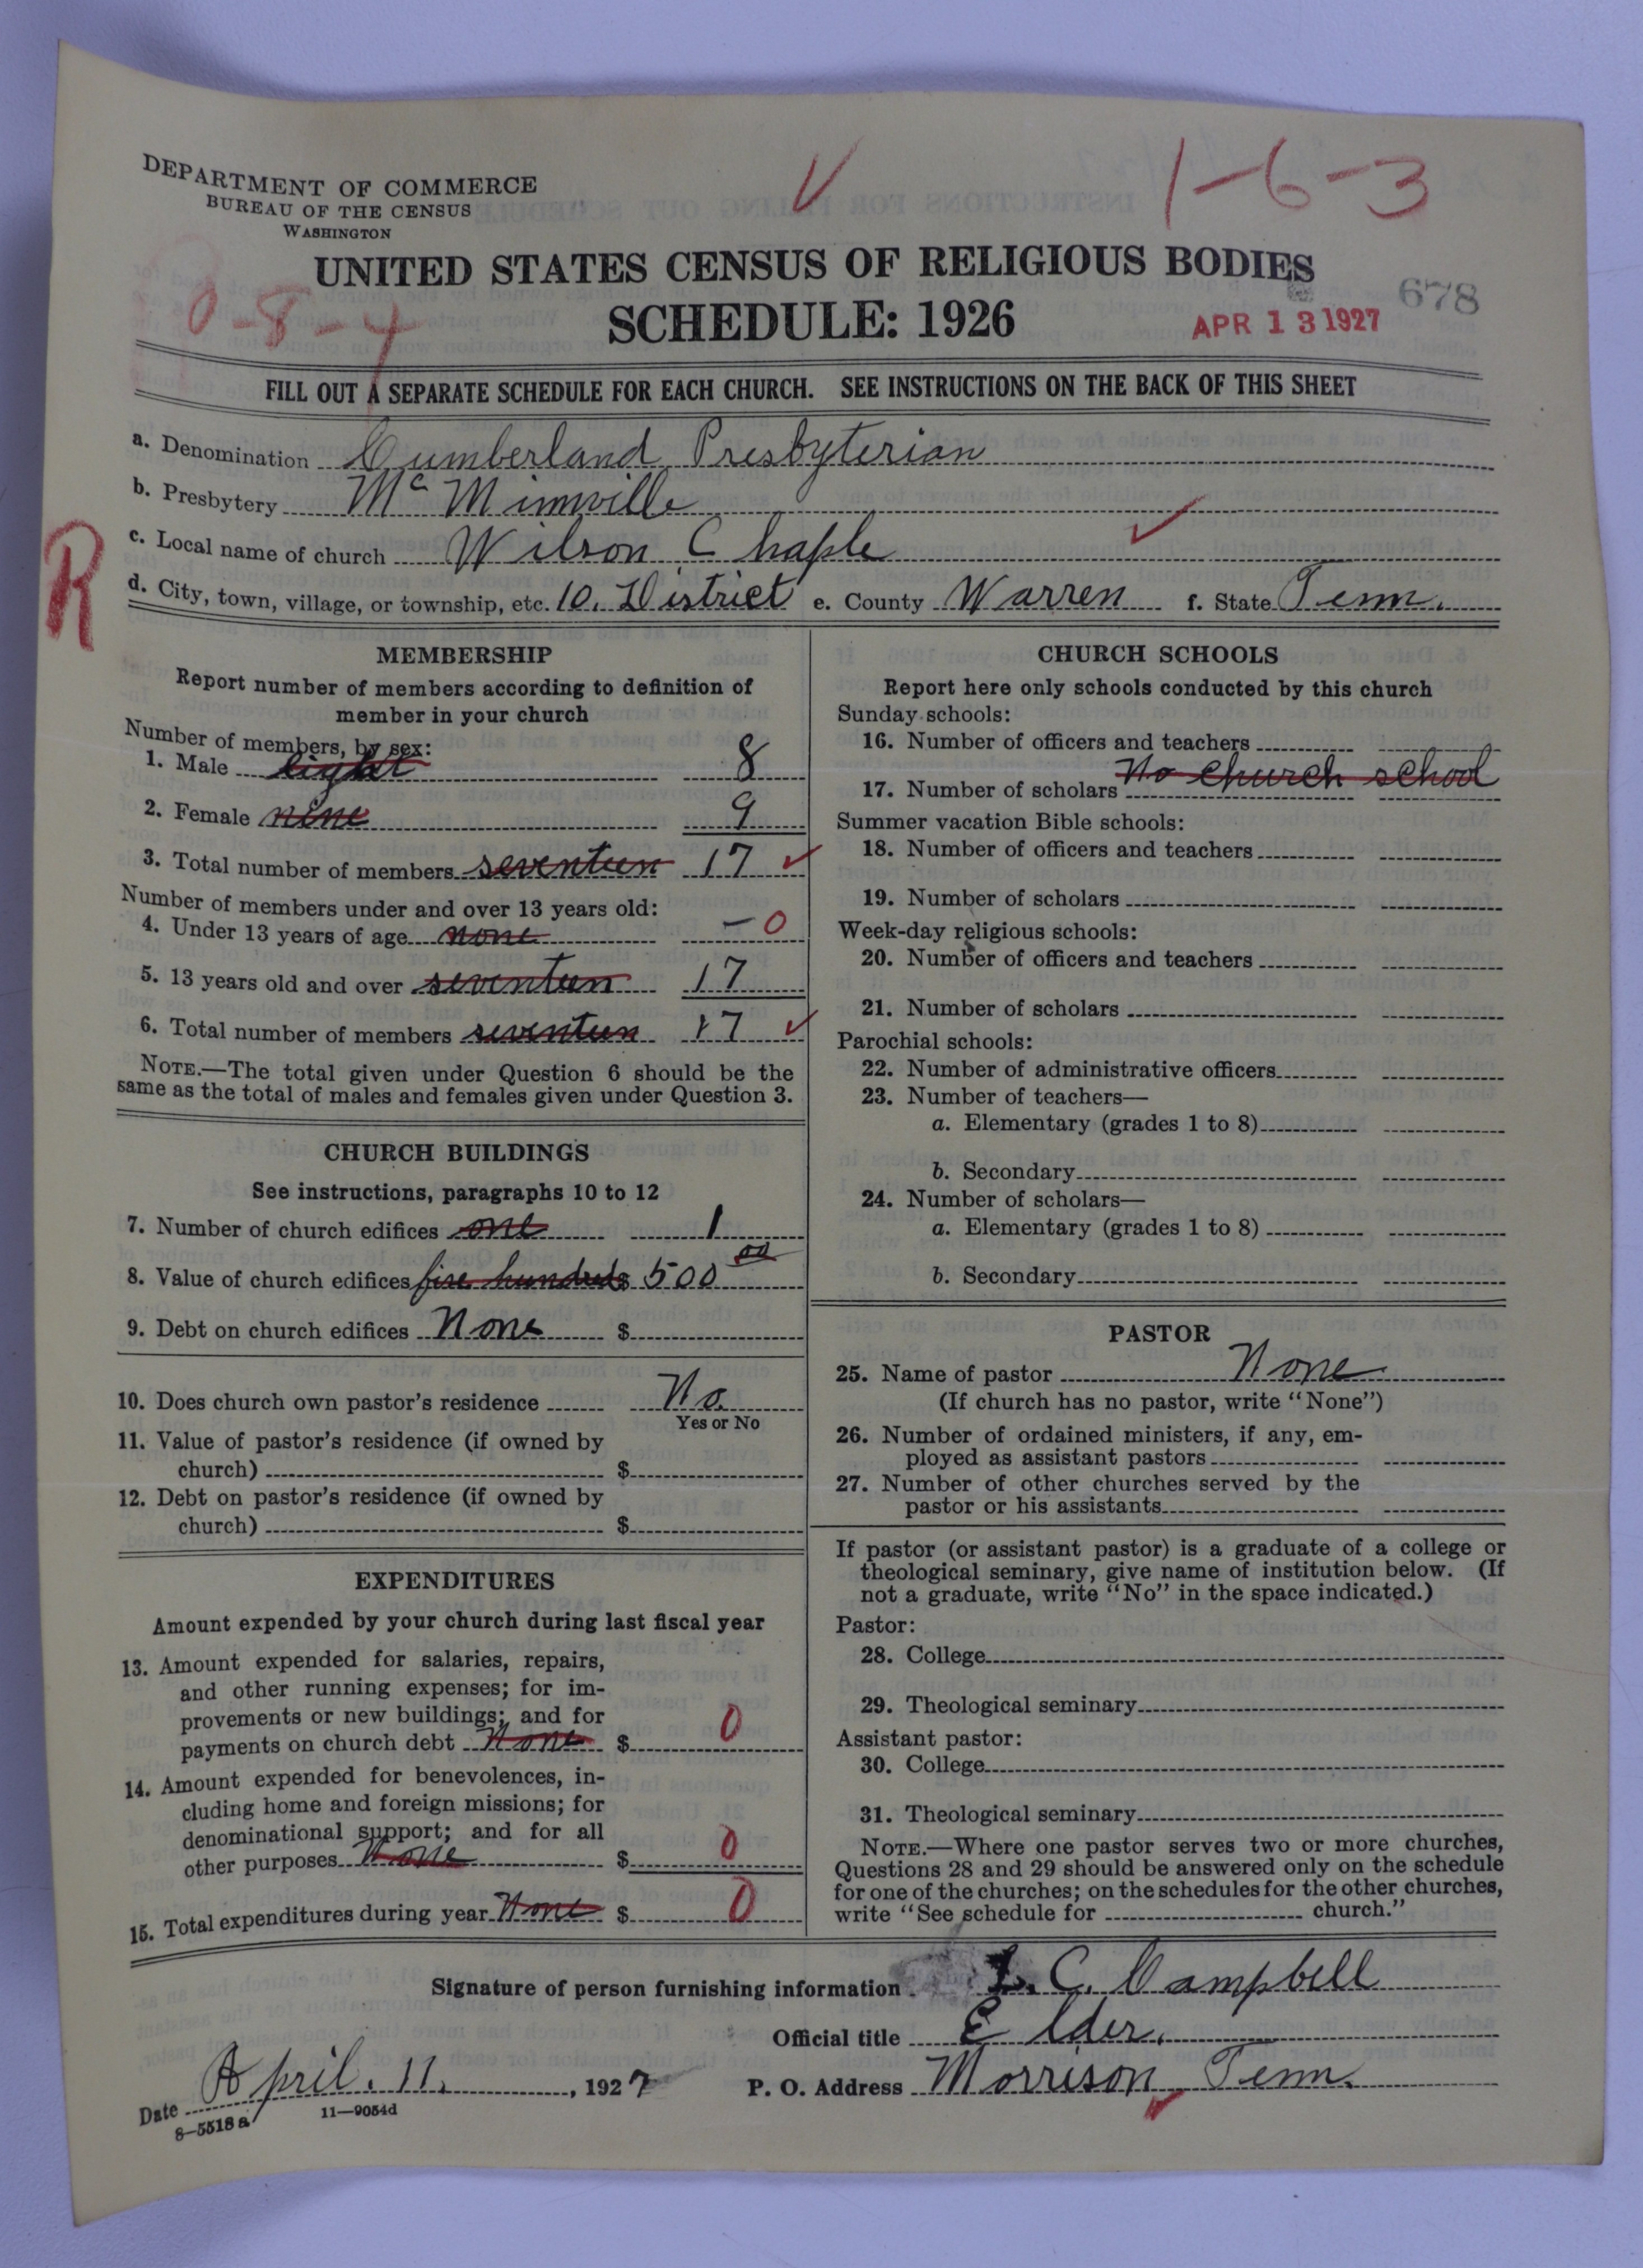 DEPARTMENT OF COMMERCE
BUREAU OF THE CENSUS
WASHINGTON
1-6-3
UNITED STATES CENSUS OF RELIGIOUS BODIES
SCHEDULE: 1926
0-8-4
678
APR 13 1927
FILL OUT A SEPARATE SCHEDULE FOR EACH CHURCH. SEE INSTRUCTIONS ON THE BACK OF THIS SHEET
a. Denomination Cumberland Presbyterian
b. Presbytery McMinnville
R
c. Local name of church Wilson Chaple
d. City, town, village, or township, etc. 10. District e. County Warren f. State Tenn.
MEMBERSHIP
Report number of members according to definition of
member in your church
Number of members, by sex:
1. Male eight 8
2. Female nine 9
3. Total number of members seventeen 17
Number of members under and over 13 years old:
4. Under 13 years of age none – 0
5. 13 years old and over seventeen 17
6. Total number of members seventeen 17
NOTE.—The total given under Question 6 should be the
same as the total of males and females given under Question 3.
CHURCH BUILDINGS
See instructions, paragraphs 10 to 12
7. Number of church edifices one 1
8. Value of church edifices five hundred $ 500 00
9. Debt on church edifices None $
10. Does church own pastor's residence No.
Yes or No
11. Value of pastor's residence (if owned by
church) $
12. Debt on pastor's residence (if owned by
church) $
EXPENDITURES
Amount expended by your church during last fiscal year
13. Amount expended for salaries, repairs,
and other running expenses; for im-
provements or new buildings; and for
payments on church debt None $ 0
14. Amount expended for benevolences, in-
cluding home and foreign missions; for
denominational support; and for all
other purposes None $ 0
15. Total expenditures during year None $ 0
CHURCH SCHOOLS
Report here only schools conducted by this church
Sunday schools:
16. Number of officers and teachers
No church school
17. Number of scholars
Summer vacation Bible schools:
18. Number of officers and teachers
19. Number of scholars
Week-day religious schools:
20. Number of officers and teachers
21. Number of scholars
Parochial schools:
22. Number of administrative officers
23. Number of teachers—
a. Elementary (grades 1 to 8)
b. Secondary
24. Number of scholars—
a. Elementary (grades 1 to 8)
b. Secondary
PASTOR
25. Name of pastor None
(If church has no pastor, write "None")
26. Number of ordained ministers, if any, em-
ployed as assistant pastors
27. Number of other churches served by the
pastor or his assistants
If pastor (or assistant pastor) is a graduate of a college or
theological seminary, give name of institution below. (If
not a graduate, write "No" in the space indicated.)
Pastor:
28. College
29. Theological seminary
Assistant pastor:
30. College
31. Theological seminary
NOTE.—Where one pastor serves two or more churches,
Questions 28 and 29 should be answered only on the schedule
for one of the churches; on the schedules for the other churches,
write "See schedule for church."
Signature of person furnishing information L. C. Campbell
Official title Elder.
Date April. 11. , 1927 P. O. Address Morrison, Tenn.
8—5518 a 11—9054d